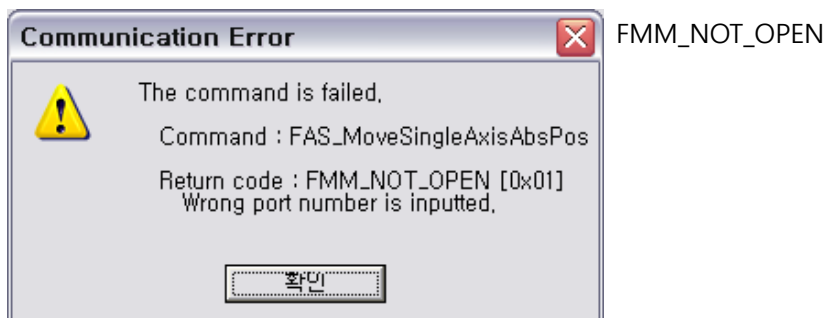 Communication Error
FMM_NOT_OPEN
The command is failed,
Command : FAS_MoveSingleAxisAbsPos
Return code : FMM_NOT_OPEN [0x01]
Wrong port number is inputted,
확인